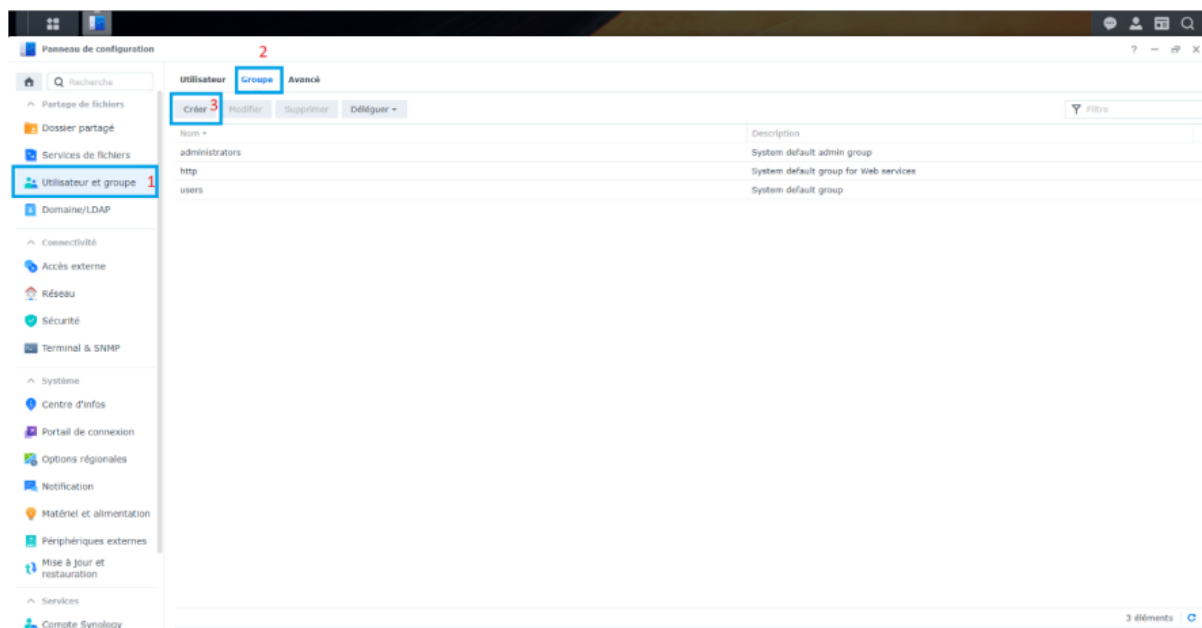 Panneau de configuration
2
? — X
Recherche
Utilisateur Groupe Avancé
Partage de fichiers
Créer 3 Modifier Supprimer Déléguer
Filtre
Dossier partagé
Nom Description
Services de fichiers
administrators System default admin group
http System default group for Web services
Utilisateur et groupe 1
users System default group
Domaine/LDAP
Connectivité
Accès externe
Réseau
Sécurité
Terminal & SNMP
Système
Centre d'infos
Portail de connexion
Options régionales
Notification
Matériel et alimentation
Périphériques externes
Mise à jour et
restauration
Services
3 éléments
Compte Synology